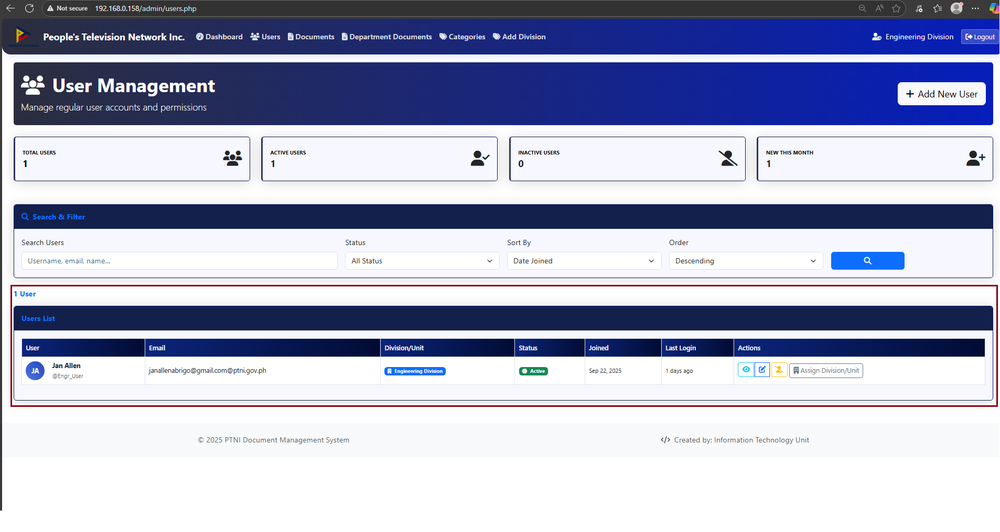 Not secure 192.168.0.158/admin/users.php
People's Television Network Inc. Dashboard Users Documents Department Documents Categories Add Division Engineering Division Logout
User Management
Manage regular user accounts and permissions
+ Add New User
TOTAL USERS
1
ACTIVE USERS
1
INACTIVE USERS
0
NEW THIS MONTH
1
Search & Filter
Search Users
Username, email, name...
Status
All Status
Sort By
Date Joined
Order
Descending
1 User
Users List
User Email Division/Unit Status Joined Last Login Actions
JA Jan Allen
@Engr_User
janallenabrigo@gmail.com@ptni.gov.ph
Engineering Division
Active
Sep 22, 2025
1 days ago
Assign Division/Unit
© 2025 PTNI Document Management System
</> Created by: Information Technology Unit